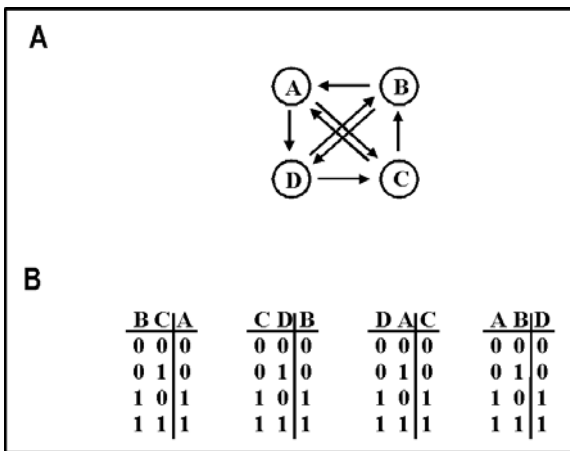 A
A B
D C
B
B C A C D B D A C A B D
0 0 0 0 0 0 0 0 0 0 0 0
0 1 0 0 1 0 0 1 0 0 1 0
1 0 1 1 0 1 1 0 1 1 0 1
1 1 1 1 1 1 1 1 1 1 1 1